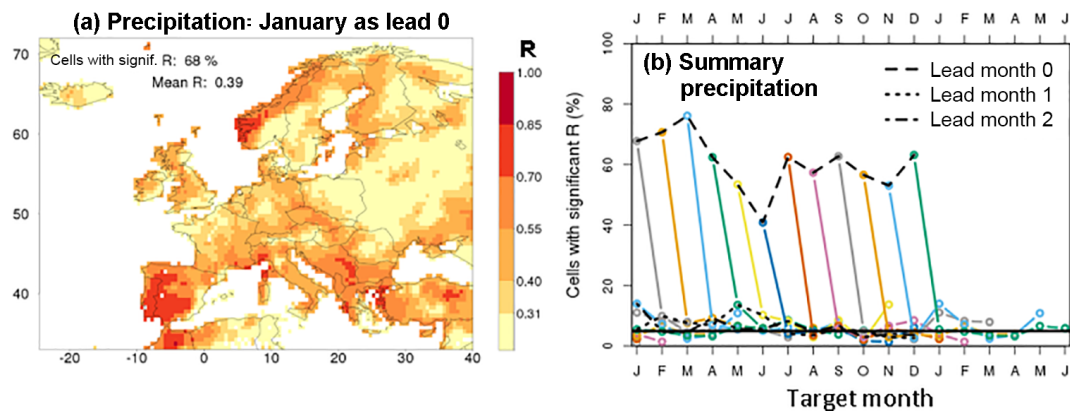 (a) Precipitation: January as lead 0
Cells with signif. R: 68 %
Mean R: 0.39
70
60
50
40
-20
-10
0
10
20
30
40
R
1.00
0.85
0.70
0.55
0.40
0.31
J F M A M J J A S O N D J F M A M J
(b) Summary
precipitation
Lead month 0
Lead month 1
Lead month 2
Cells with significant R (%)
100
80
60
40
20
0
J F M A M J J A S O N D J F M A M J
Target month